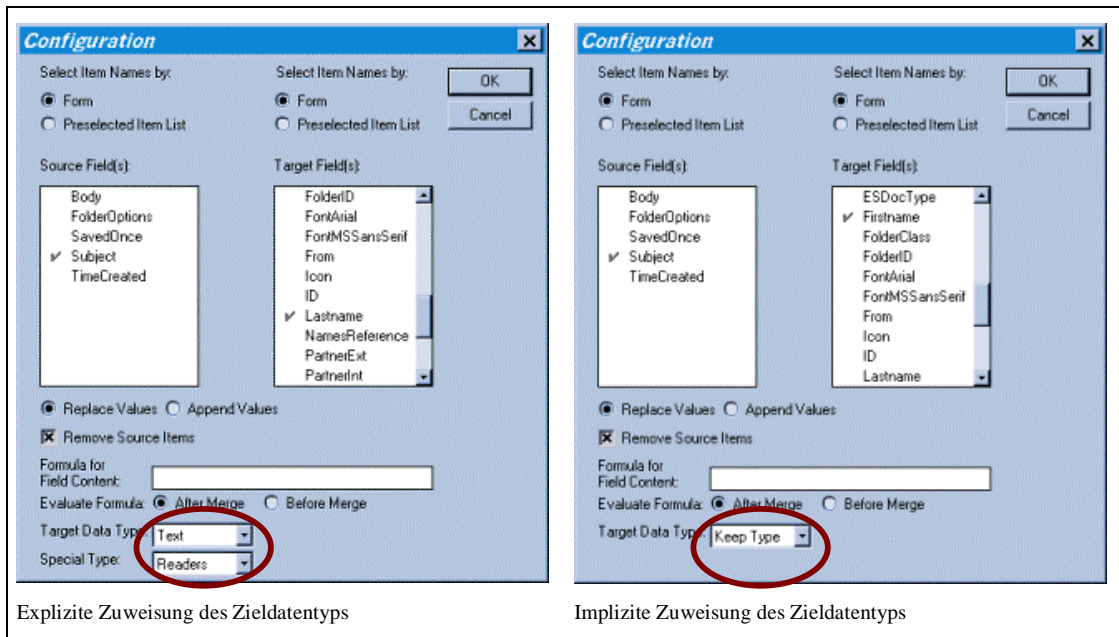 Configuration
Select Item Names by:
Select Item Names by:
OK
Form
Form
Cancel
Preselected Item List
Preselected Item List
Source Field(s):
Target Field(s):
Body
FolderOptions
SavedOnce
Subject
TimeCreated
FolderID
FontArial
FontMSSansSerif
From
Icon
ID
Lastname
NamesReference
PartnerExt
PartnerInt
Replace Values
Append Values
Remove Source Items
Formula for
Field Content:
Evaluate Formula:
After Merge
Before Merge
Target Data Type:
Text
Special Type:
Readers
Explizite Zuweisung des Zieldatentyps
Configuration
Select Item Names by:
Select Item Names by:
OK
Form
Form
Cancel
Preselected Item List
Preselected Item List
Source Field(s):
Target Field(s):
Body
FolderOptions
SavedOnce
Subject
TimeCreated
ESDocType
Firstname
FolderClass
FolderID
FontArial
FontMSSansSerif
From
Icon
ID
Lastname
Replace Values
Append Values
Remove Source Items
Formula for
Field Content:
Evaluate Formula:
After Merge
Before Merge
Target Data Type:
Keep Type
Implizite Zuweisung des Zieldatentyps